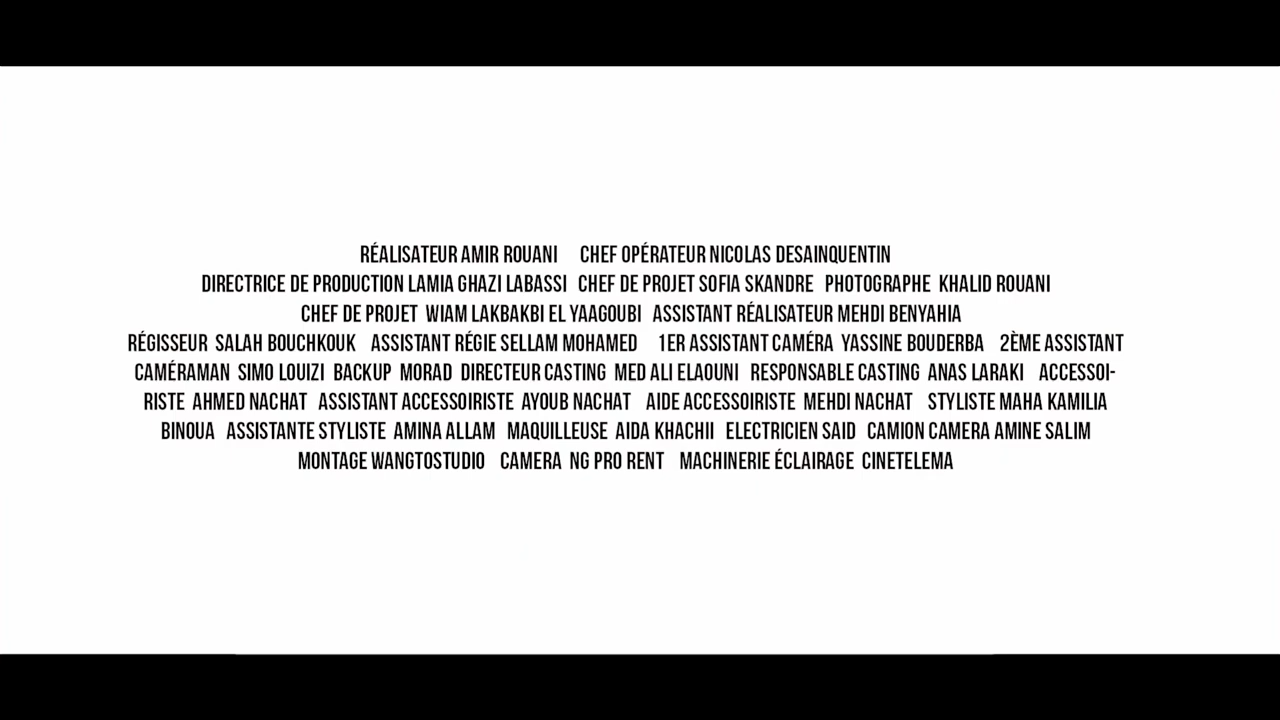 RÉALISATEUR AMIR ROUANI CHEF OPÉRATEUR NICOLAS DESAINQUENTIN
DIRECTRICE DE PRODUCTION LAMIA GHAZI LABASSI CHEF DE PROJET SOFIA SKANDRE PHOTOGRAPHE KHALID ROUANI
CHEF DE PROJET WIAM LAKBAKBI EL YAAGOUBI ASSISTANT RÉALISATEUR MEHDI BENYAHIA
RÉGISSEUR SALAH BOUCHKOUK ASSISTANT RÉGIE SELLAM MOHAMED 1ER ASSISTANT CAMÉRA YASSINE BOUDERBA 2ÈME ASSISTANT
CAMÉRAMAN SIMO LOUIZI BACKUP MORAD DIRECTEUR CASTING MED ALI ELAOUNI RESPONSABLE CASTING ANAS LARAKI ACCESSOI-
RISTE AHMED NACHAT ASSISTANT ACCESSOIRISTE AYOUB NACHAT AIDE ACCESSOIRISTE MEHDI NACHAT STYLISTE MAHA KAMILIA
BINOUA ASSISTANTE STYLISTE AMINA ALLAM MAQUILLEUSE AIDA KHACHII ELECTRICIEN SAID CAMION CAMERA AMINE SALIM
MONTAGE WANGTOSTUDIO CAMERA NG PRO RENT MACHINERIE ÉCLAIRAGE CINETELEMA